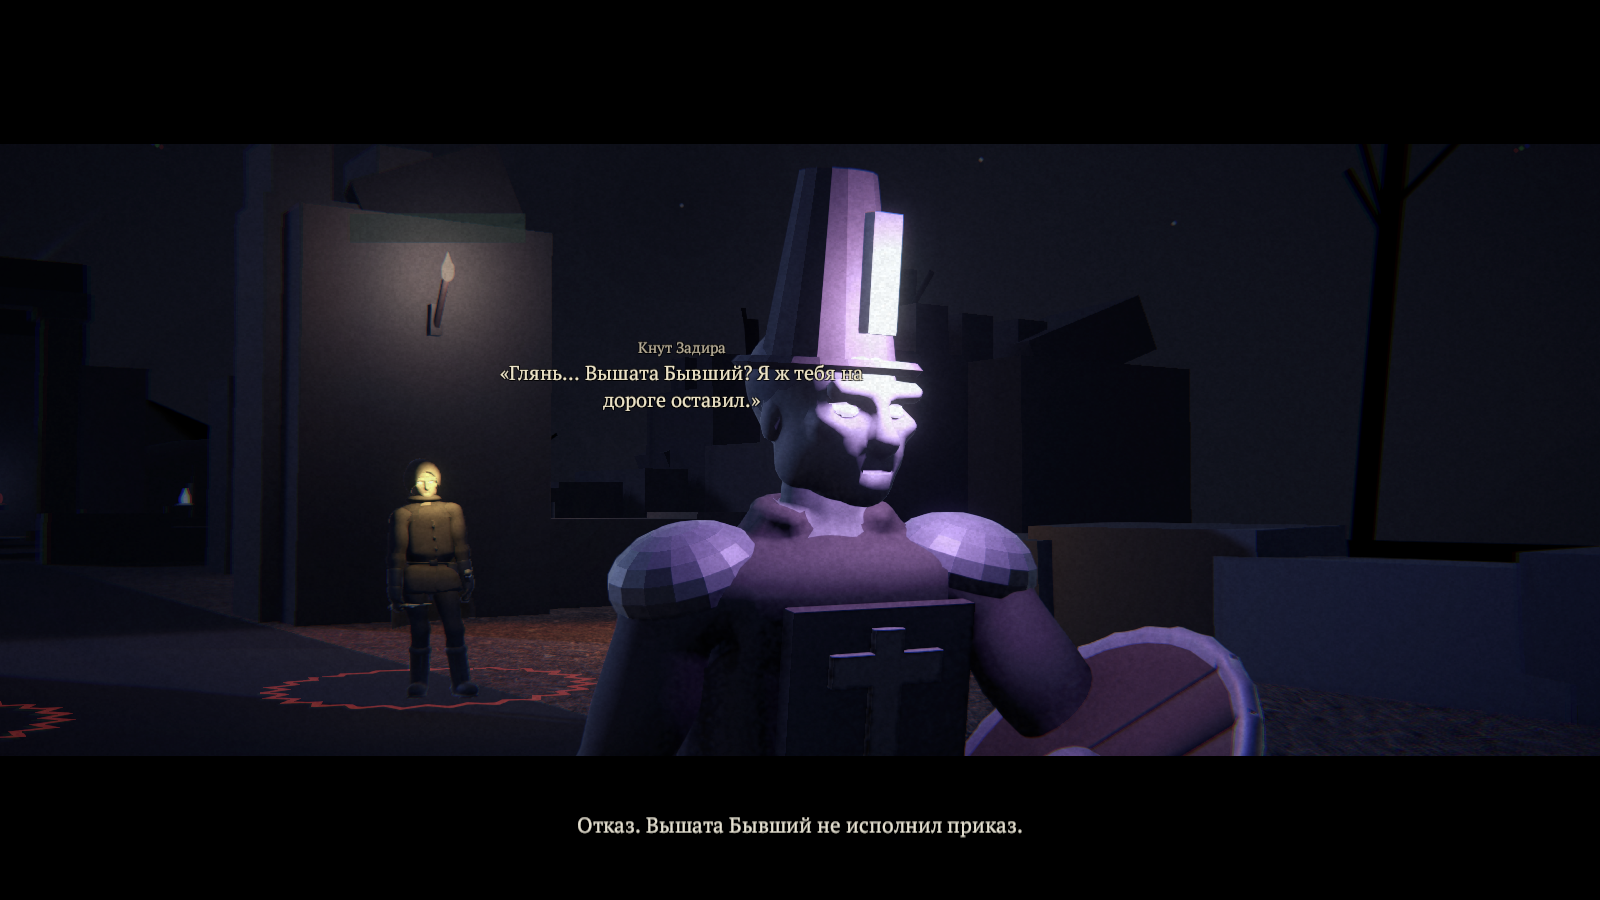 Кнут Задира
«Глянь... Вышата Бывший? Я ж тебя на
дороге оставил.»
Отказ. Вышата Бывший не исполнил приказ.